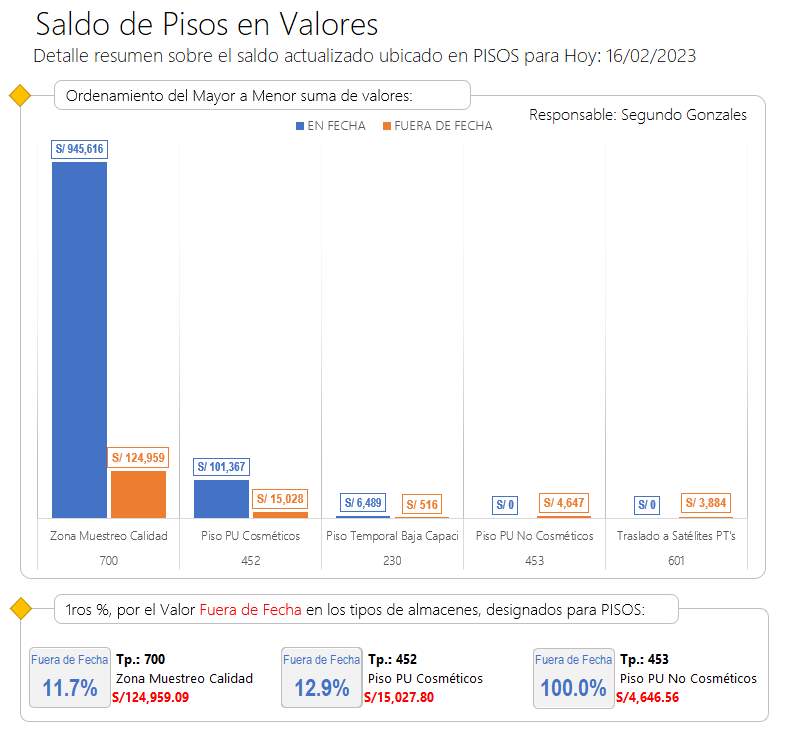 Saldo de Pisos en Valores
Detalle resumen sobre el saldo actualizado ubicado en PISOS para Hoy: 16/02/2023
Ordenamiento del Mayor a Menor suma de valores:
Responsable: Segundo Gonzales
EN FECHA FUERA DE FECHA
S/ 945,616
S/ 124,959
S/ 101,367
S/ 15,028
S/ 6,489
S/ 516
S/ 0
S/ 4,647
S/ 0
S/ 3,884
Zona Muestreo Calidad Piso PU Cosméticos Piso Temporal Baja Capaci Piso PU No Cosméticos Traslado a Satélites PT's
700 452 230 453 601
1ros %, por el Valor Fuera de Fecha en los tipos de almacenes, designados para PISOS:
Fuera de Fecha
11.7%
Tp.: 700
Zona Muestreo Calidad
S/124,959.09
Fuera de Fecha
12.9%
Tp.: 452
Piso PU Cosméticos
S/15,027.80
Fuera de Fecha
100.0%
Tp.: 453
Piso PU No Cosméticos
S/4,646.56